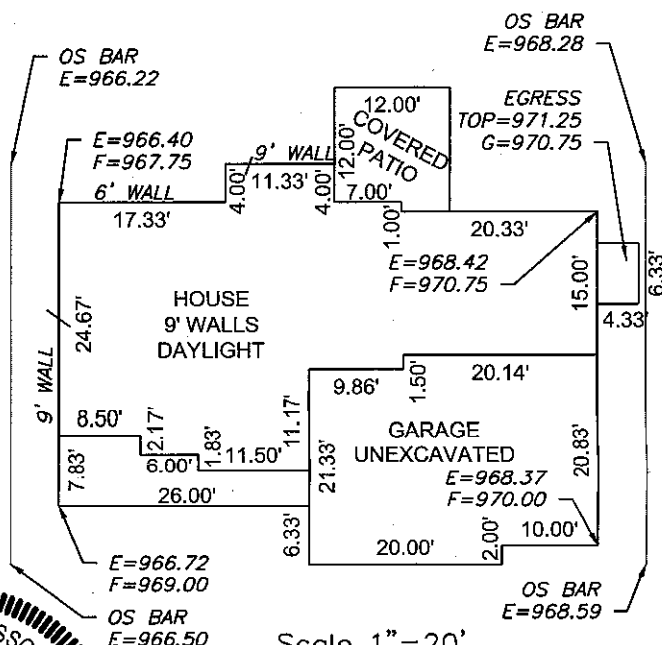 OS BAR
E=966.22
OS BAR
E=968.28
EGRESS
TOP=971.25
G=970.75
E=966.40
F=967.75
12.00'
COVERED
PATIO
12.00'
9' WALL
11.33'
4.00'
4.00'
7.00'
1.00'
6' WALL
17.33'
20.33'
E=968.42
F=970.75
15.00'
6.33'
4.33'
HOUSE
9' WALLS
DAYLIGHT
24.67'
9' WALL
8.50'
2.17'
6.00'
1.83'
11.50'
11.17'
9.86'
1.50'
20.14'
GARAGE
UNEXCAVATED
21.33'
20.83'
E=968.37
F=970.00
7.83'
26.00'
6.33'
20.00'
2.00'
10.00'
E=966.72
F=969.00
OS BAR
E=966.50
OS BAR
E=968.59
Scale 1"=20'